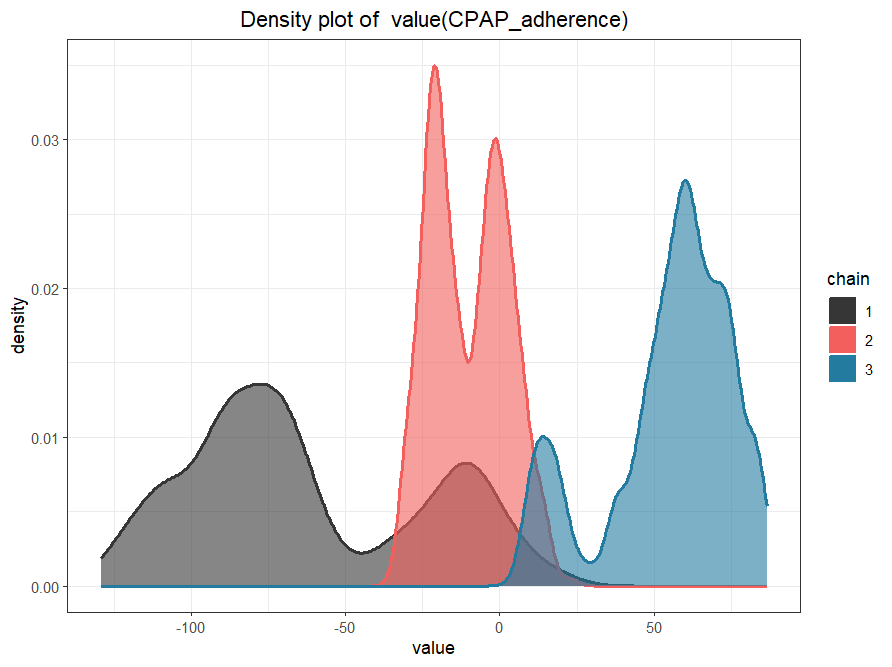 Density plot of  value(CPAP_adherence)
density
0.03
0.02
0.01
0.00
-100
-50
0
50
value
chain
1
2
3